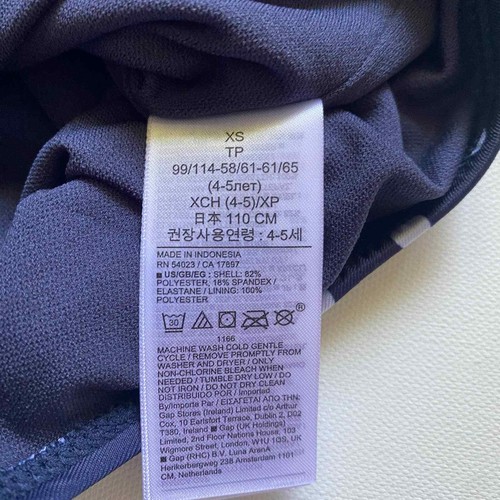 XS
TP
99/114-58/61-61/65
(4-5лет)
XCH (4-5)/XP
日本 110 CM
권장사용연령 : 4-5세
MADE IN INDONESIA
RN 54023 / CA 17897
US/GB/EG : SHELL: 82%
POLYESTER, 18% SPANDEX /
ELASTANE / LINING: 100%
POLYESTER
30
®
1166
MACHINE WASH COLD GENTLE
CYCLE / REMOVE PROMPTLY FROM
WASHER AND DRYER / ONLY
NON-CHLORINE BLEACH WHEN
NEEDED / TUMBLE DRY LOW / DO
NOT IRON / DO NOT DRY CLEAN
DISTRIBUIDO POR / Imported
By/Importe Par / ΕΙΣΑΓΕΤΑΙ ΑΠΟ ΤΗΝ:
Gap Stores (Ireland) Limited c/o Arthur
Cox, 10 Earlsfort Terrace, Dublin 2, D02
T380, Ireland Gap (UK Holdings)
Limited, 2nd Floor Nations House, 103
Wigmore Street, London, W1U 1QS, UK
Gap (RHC) B.V. Luna ArenA
Herikerbergweg 238 Amsterdam 1101
CM, Netherlands